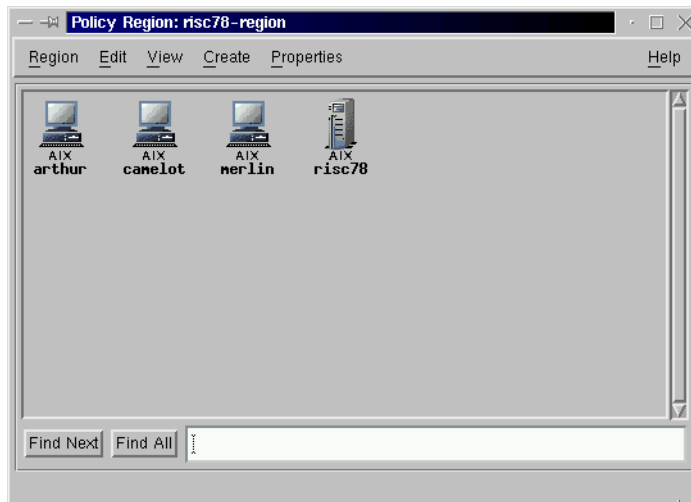 Policy Region: risc78-region
Region Edit View Create Properties Help
AIX AIX AIX AIX
arthur camelot merlin risc78
Find Next Find All